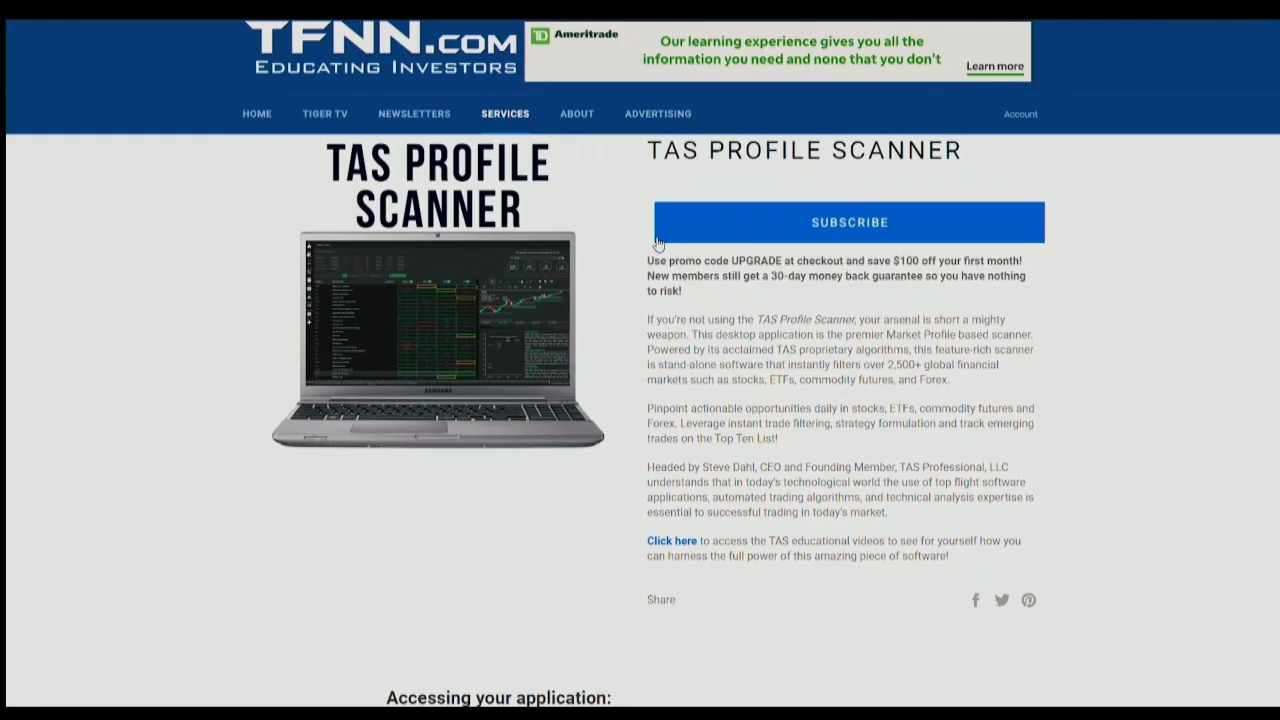 TFNN.COM
EDUCATING INVESTORS
TD Ameritrade
Our learning experience gives you all the
information you need and none that you don't
Learn more
HOME TIGER TV NEWSLETTERS SERVICES ABOUT ADVERTISING Account
TAS PROFILE
SCANNER
SAMSUNG
TAS PROFILE SCANNER
SUBSCRIBE
Use promo code UPGRADE at checkout and save $100 off your first month!
New members still get a 30-day money back guarantee so you have nothing
to risk!
If you're not using the TAS Profile Scanner, your arsenal is short a mighty
weapon. This desktop application is the premier Market Profile based scanner.
Powered by its acclaimed TAS proprietary algorithms, this feature-rich scanner
is stand-alone software that instantly filters over 2,500+ global financial
markets such as stocks, ETFs, commodity futures, and Forex.
Pinpoint actionable opportunities daily in stocks, ETFs, commodity futures and
Forex. Leverage instant trade filtering, strategy formulation and track emerging
trades on the Top Ten List!
Headed by Steve Dahl, CEO and Founding Member, TAS Professional, LLC
understands that in today's technological world the use of top flight software
applications, automated trading algorithms, and technical analysis expertise is
essential to successful trading in today's market.
Click here to access the TAS educational videos to see for yourself how you
can harness the full power of this amazing piece of software!
Share
Accessing your application: